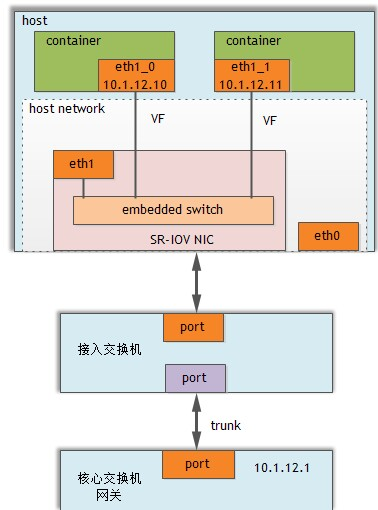 host
container
container
eth1_0
10.1.12.10
eth1_1
10.1.12.11
host network
VF
VF
eth1
embedded switch
SR-IOV NIC
eth0
port
接入交换机
port
trunk
port
10.1.12.1
核心交换机
网关